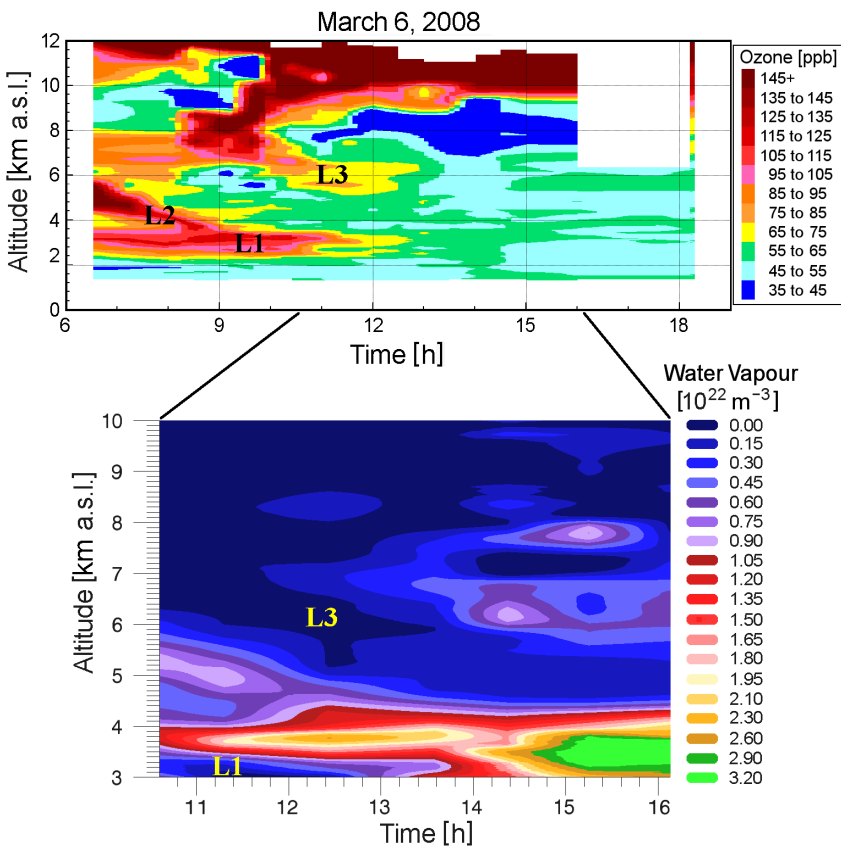 March 6, 2008
Altitude [km a.s.l.]
12
10
8
6
4
2
0
L3
L2
L1
6
9
12
15
18
Time [h]
Ozone [ppb]
145+
135 to 145
125 to 135
115 to 125
105 to 115
95 to 105
85 to 95
75 to 85
65 to 75
55 to 65
45 to 55
35 to 45
Water Vapour
[10²² m⁻³]
0.00
0.15
0.30
0.45
0.60
0.75
0.90
1.05
1.20
1.35
1.50
1.65
1.80
1.95
2.10
2.30
2.60
2.90
3.20
Altitude [km a.s.l.]
10
9
8
7
6
5
4
3
L3
L1
11
12
13
14
15
16
Time [h]